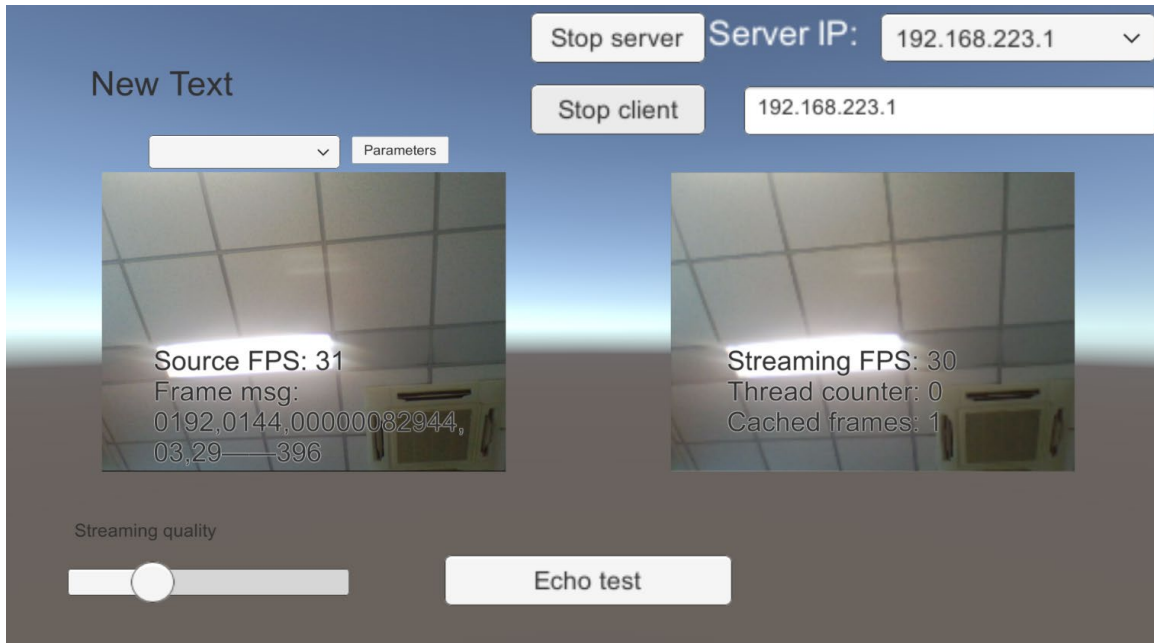 Stop server
Server IP:
192.168.223.1
New Text
Stop client
192.168.223.1
Parameters
Source FPS: 31
Frame msg:
0192,0144,00000082944,
03,29——396
Streaming FPS: 30
Thread counter: 0
Cached frames: 1
Streaming quality
Echo test